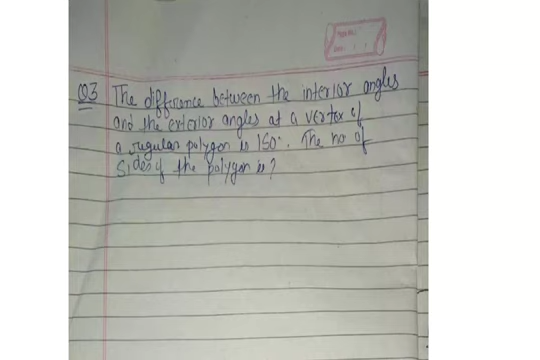 Q3 The difference between the interior angles
and the exterior angles at a vertex of
a regular polygon is 150°. The no of
Sides of the polygon is?